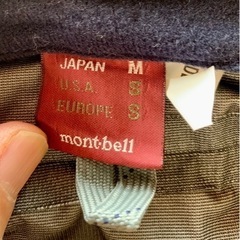 JAPAN M
U.S.A. S
EUROPE S
mont-bell